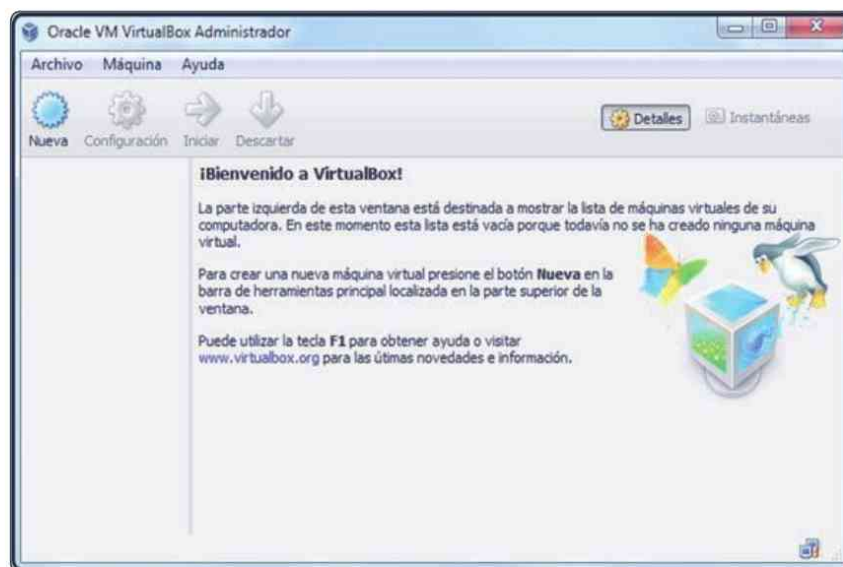 Oracle VM VirtualBox Administrador
Archivo Máquina Ayuda
Nueva Configuración Iniciar Descartar Detalles Instantáneas
¡Bienvenido a VirtualBox!
La parte izquierda de esta ventana está destinada a mostrar la lista de máquinas virtuales de su
computadora. En este momento esta lista está vacía porque todavía no se ha creado ninguna máquina
virtual.
Para crear una nueva máquina virtual presione el botón Nueva en la
barra de herramientas principal localizada en la parte superior de la
ventana.
Puede utilizar la tecla F1 para obtener ayuda o visitar
www.virtualbox.org para las útimas novedades e información.